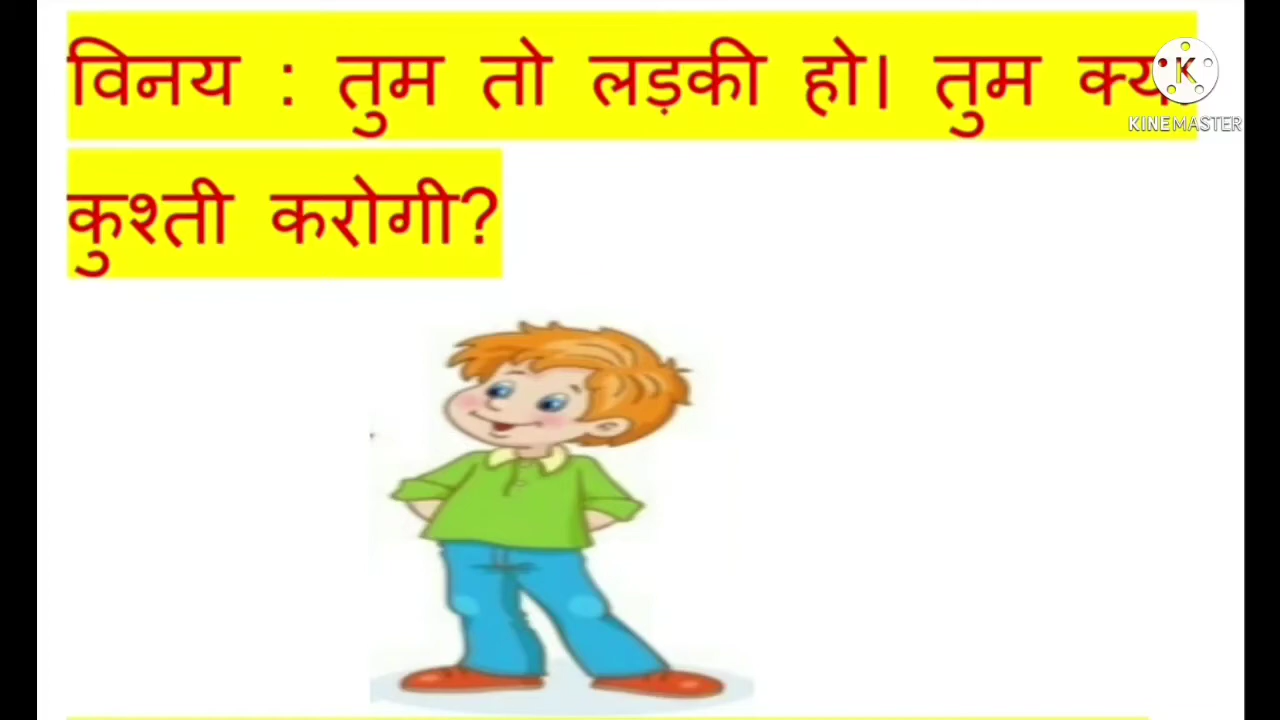 विनय : तुम तो लड़की हो। तुम क्या
K
KINEMASTER
कुश्ती करोगी?